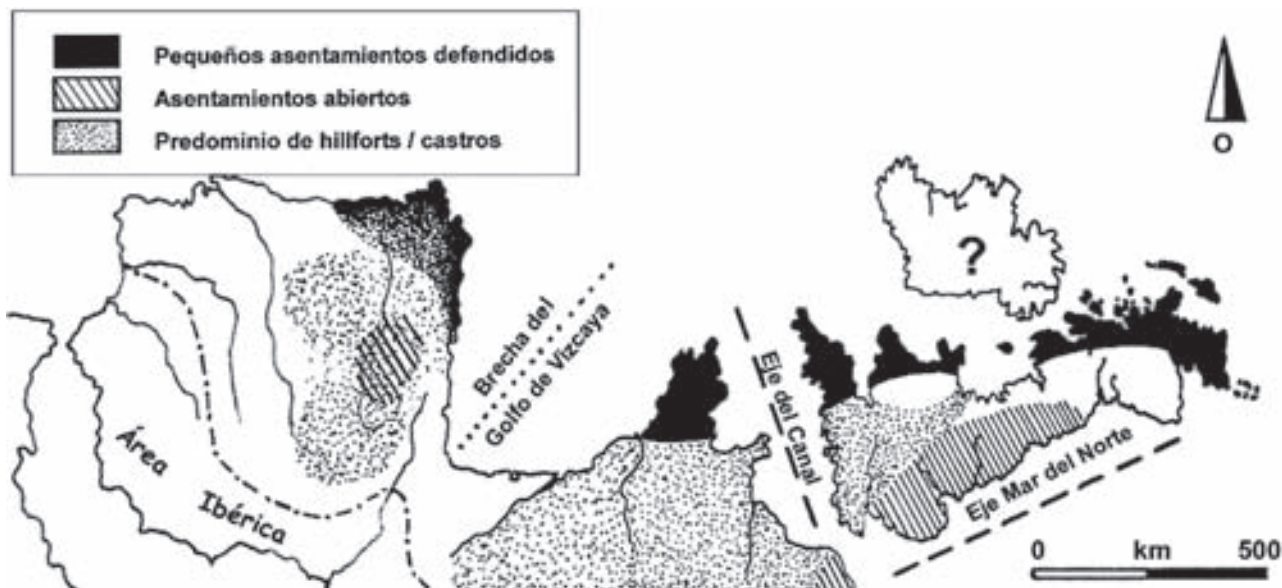 Pequeños asentamientos defendidos
Asentamientos abiertos
Predominio de hillforts / castros
O
?
Brecha del
Golfo de Vizcaya
Eje del Canal
Eje Mar del Norte
Área
Ibérica
0 km 500